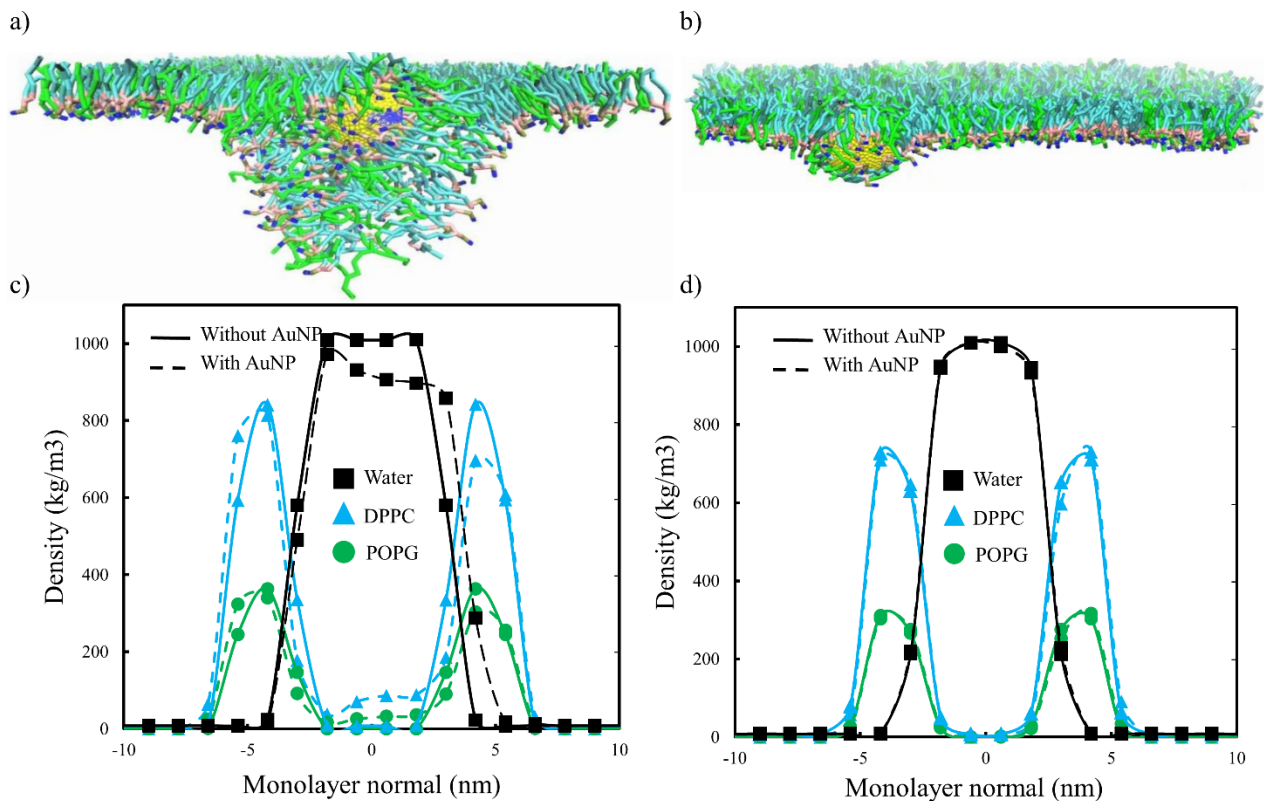 a)
b)
c)
d)
Without AuNP
With AuNP
Water
DPPC
POPG
1000
800
600
400
200
0
-10
-5
0
5
10
Density (kg/m3)
Monolayer normal (nm)
Without AuNP
With AuNP
Water
DPPC
POPG
1000
800
600
400
200
0
-10
-5
0
5
10
Density (kg/m3)
Monolayer normal (nm)